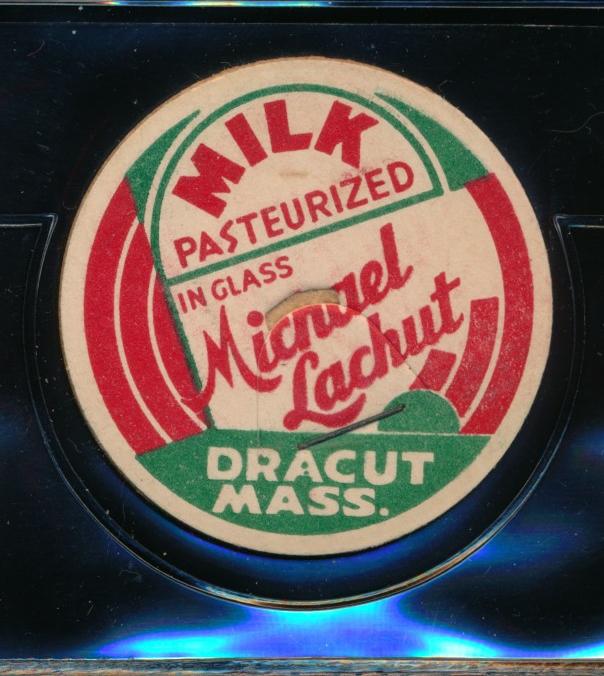 MILK
PASTEURIZED
IN GLASS
Michael
Lachut
DRACUT
MASS.